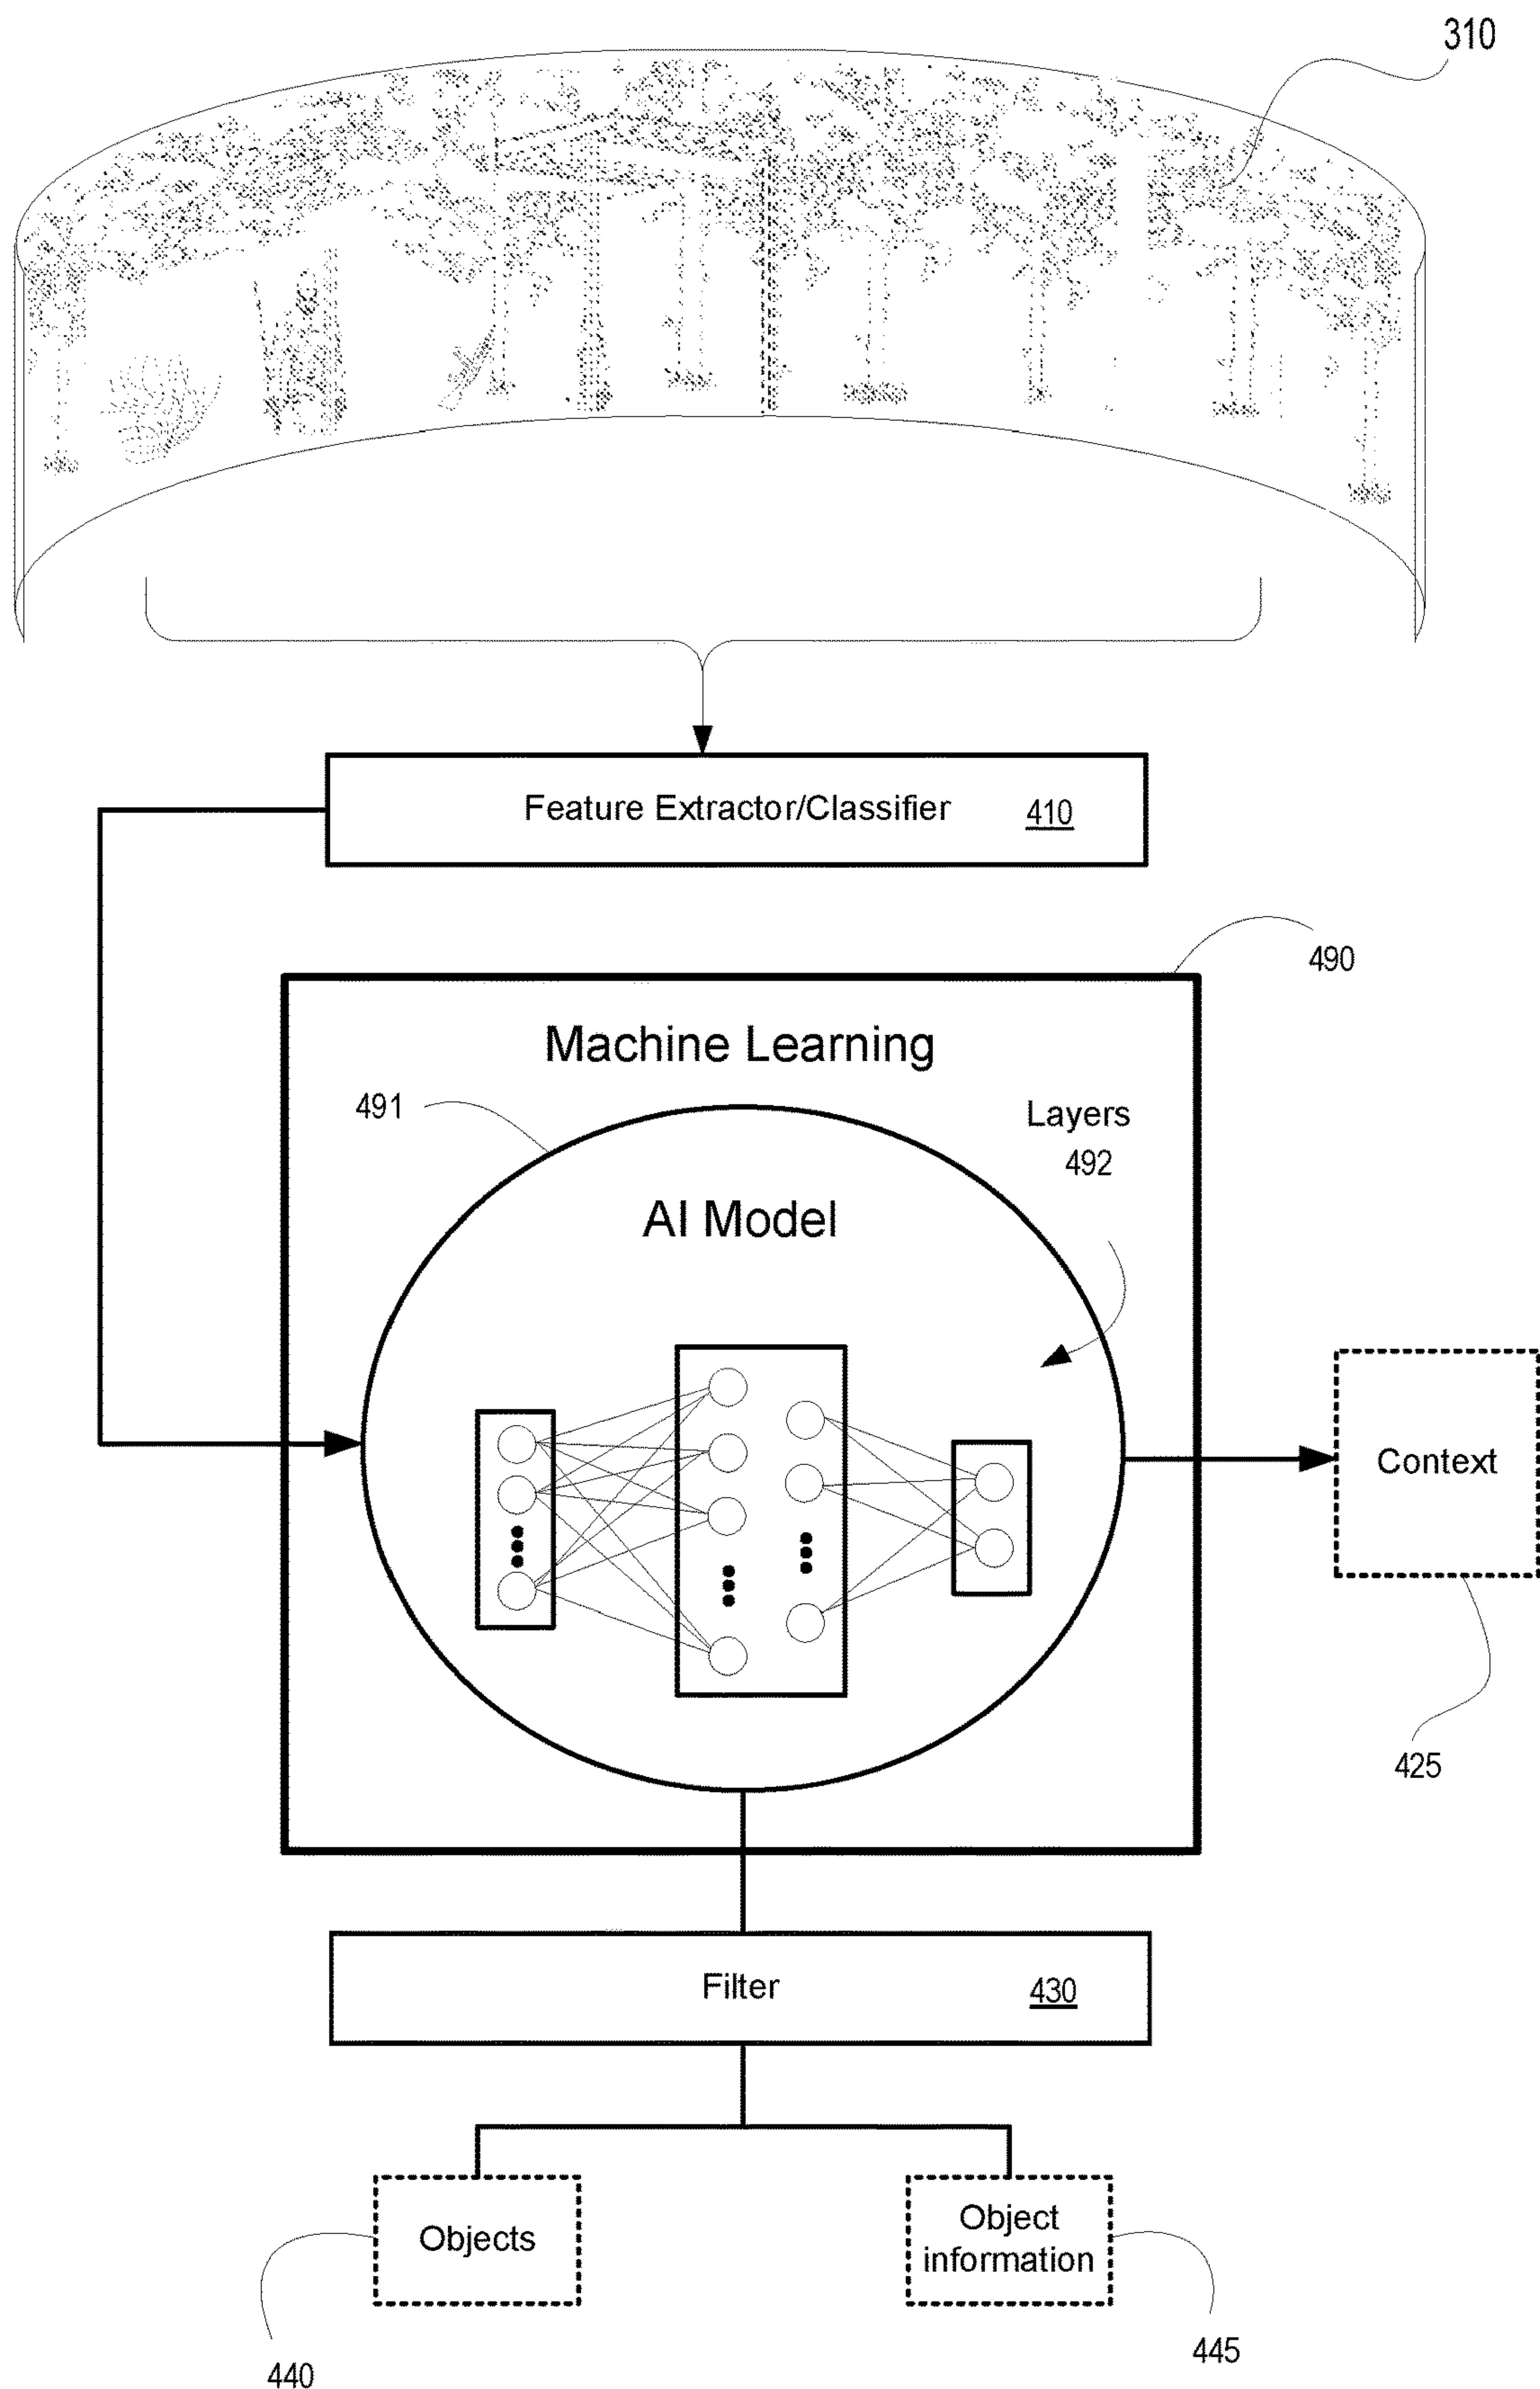 310
Feature Extractor/Classifier 410
490
Machine Learning
491
Layers
492
AI Model
Context
425
Filter 430
Objects
Object
information
440
445